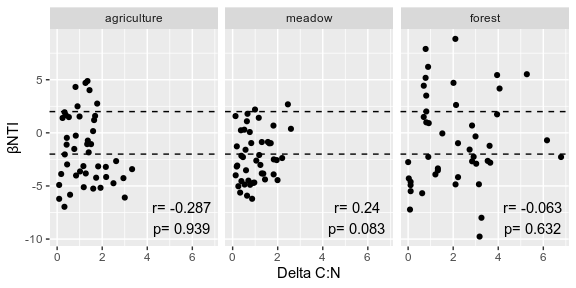 agriculture meadow forest
5
0
-5
-10
βNTI
r= -0.287 r= 0.24 r= -0.063
p= 0.939 p= 0.083 p= 0.632
0 2 4 6 0 2 4 6 0 2 4 6
Delta C:N